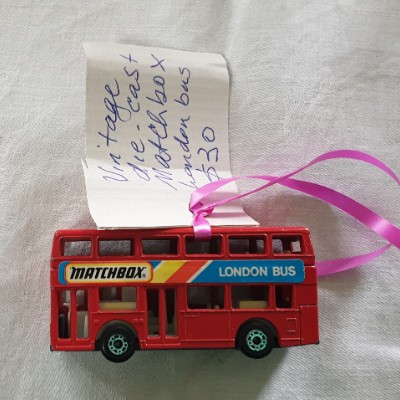 Vintage
die-cast
Matchbox
London bus
$30
MATCHBOX
LONDON BUS